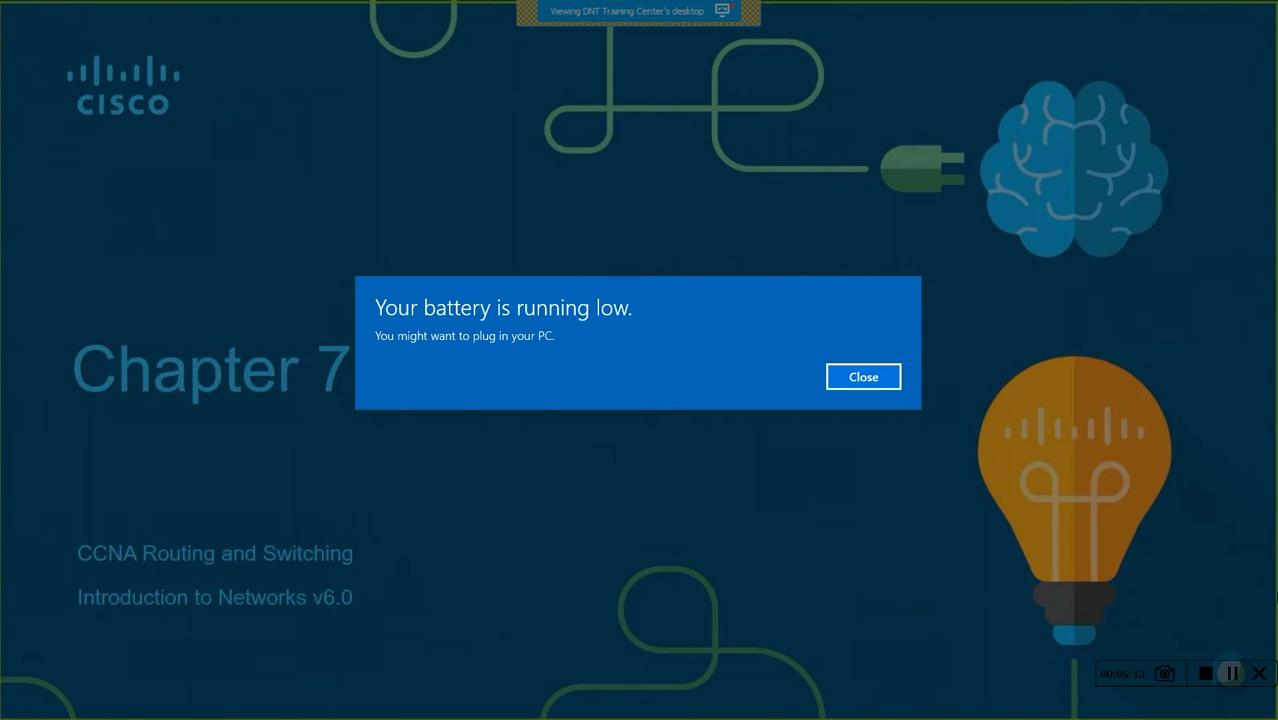 Viewing DNT Training Center's desktop
CISCO
Your battery is running low.
You might want to plug in your PC.
Close
Chapter 7
CCNA Routing and Switching
Introduction to Networks v6.0
00:06:13